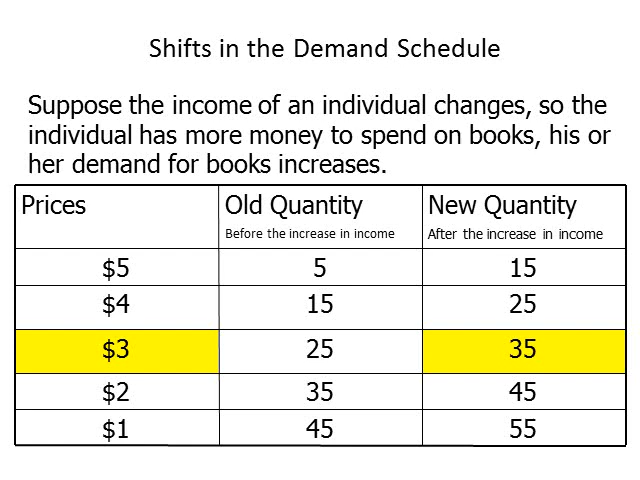 Shifts in the Demand Schedule
Suppose the income of an individual changes, so the
individual has more money to spend on books, his or
her demand for books increases.
Prices Old Quantity New Quantity
Before the increase in income After the increase in income
$5 5 15
$4 15 25
$3 25 35
$2 35 45
$1 45 55